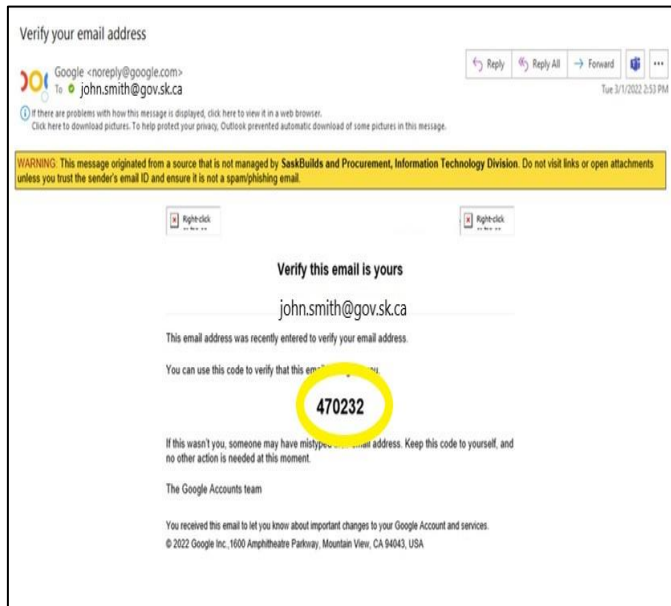 Verify your email address
Google <noreply@google.com>
To john.smith@gov.sk.ca
Reply Reply All Forward
Tue 3/1/2022 2:53 PM
If there are problems with how this message is displayed, click here to view it in a web browser.
Click here to download pictures. To help protect your privacy, Outlook prevented automatic download of some pictures in this message.
WARNING: This message originated from a source that is not managed by SaskBuilds and Procurement, Information Technology Division. Do not visit links or open attachments
unless you trust the sender's email ID and ensure it is not a spam/phishing email.
Right-click Right-click
Verify this email is yours
john.smith@gov.sk.ca
This email address was recently entered to verify your email address.
You can use this code to verify that this
470232
If this wasn't you, someone may have email address. Keep this code to yourself, and
no other action is needed at this moment.
The Google Accounts team
You received this email to let you know about important changes to your Google Account and services.
© 2022 Google Inc.,1600 Amphitheatre Parkway, Mountain View, CA 94043, USA